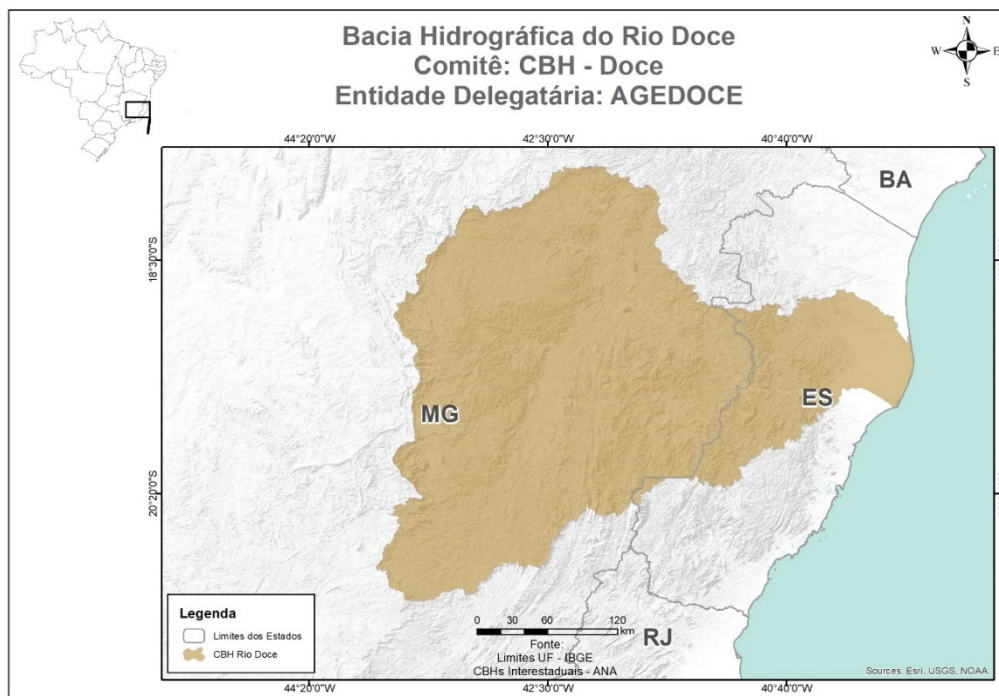 Bacia Hidrográfica do Rio Doce
Comitê: CBH - Doce
Entidade Delegatária: AGEDOCE
N
W E
S
44°20'0"W 42°30'0"W 40°40'0"W
BA
18°30'0"S
MG
ES
20°20'0"S
Legenda
Limites dos Estados
CBH Rio Doce
0 30 60 120
km
Fonte:
Limites UF - IBGE
CBHs Interestaduais - ANA
RJ
Sources: Esri, USGS, NOAA
44°20'0"W 42°30'0"W 40°40'0"W